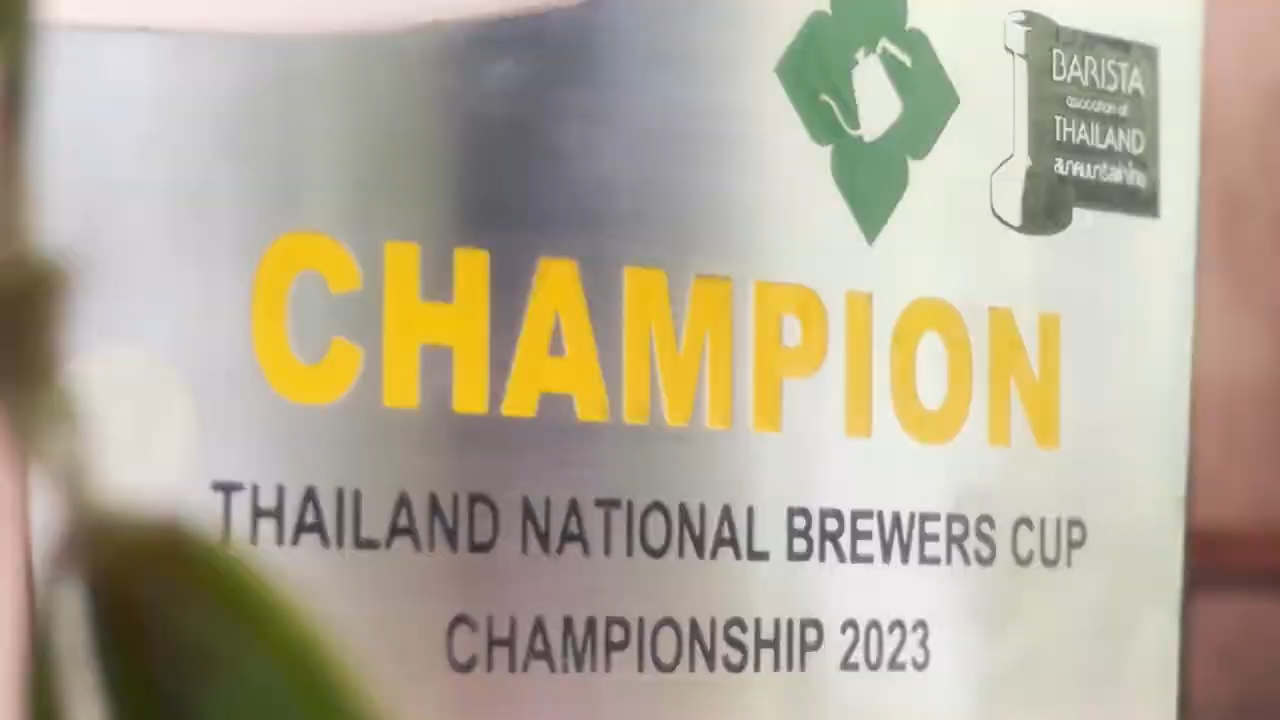 BARISTA
association of
THAILAND
CHAMPION
THAILAND NATIONAL BREWERS CUP
CHAMPIONSHIP 2023